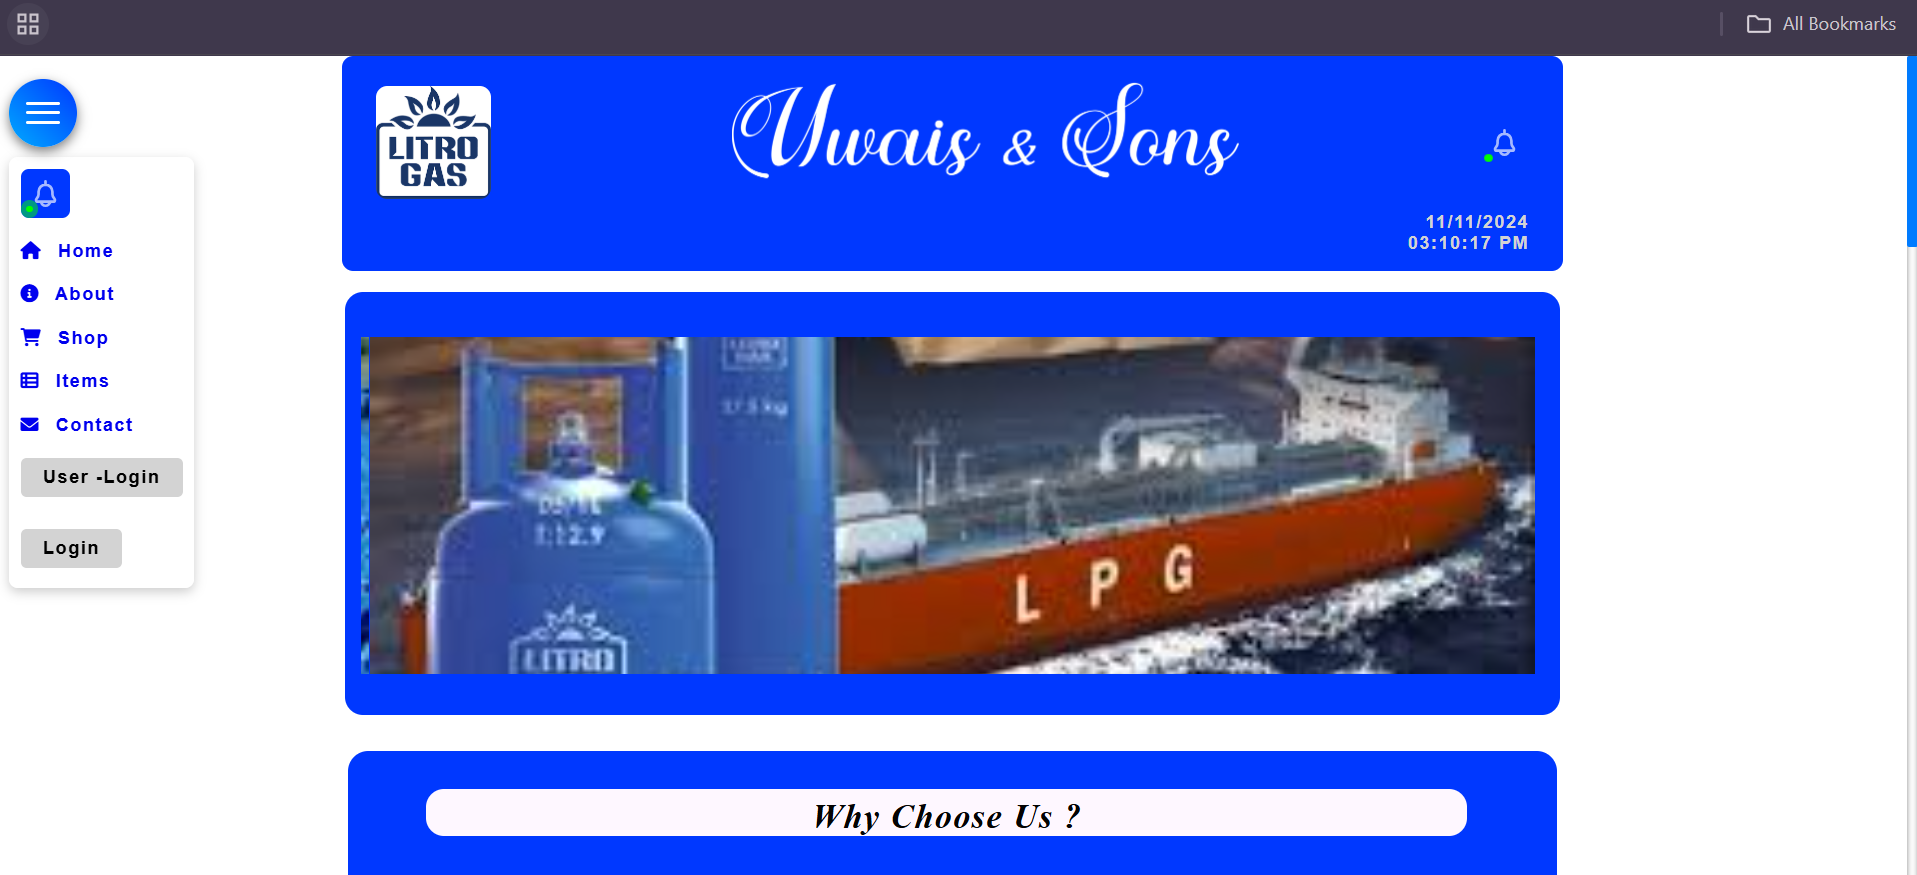 All Bookmarks
LITRO
GAS
Uwais & Sons
11/11/2024
03:10:17 PM
Home
About
Shop
Items
Contact
User -Login
Login
17.5 kg
LITRO
L P G
Why Choose Us ?